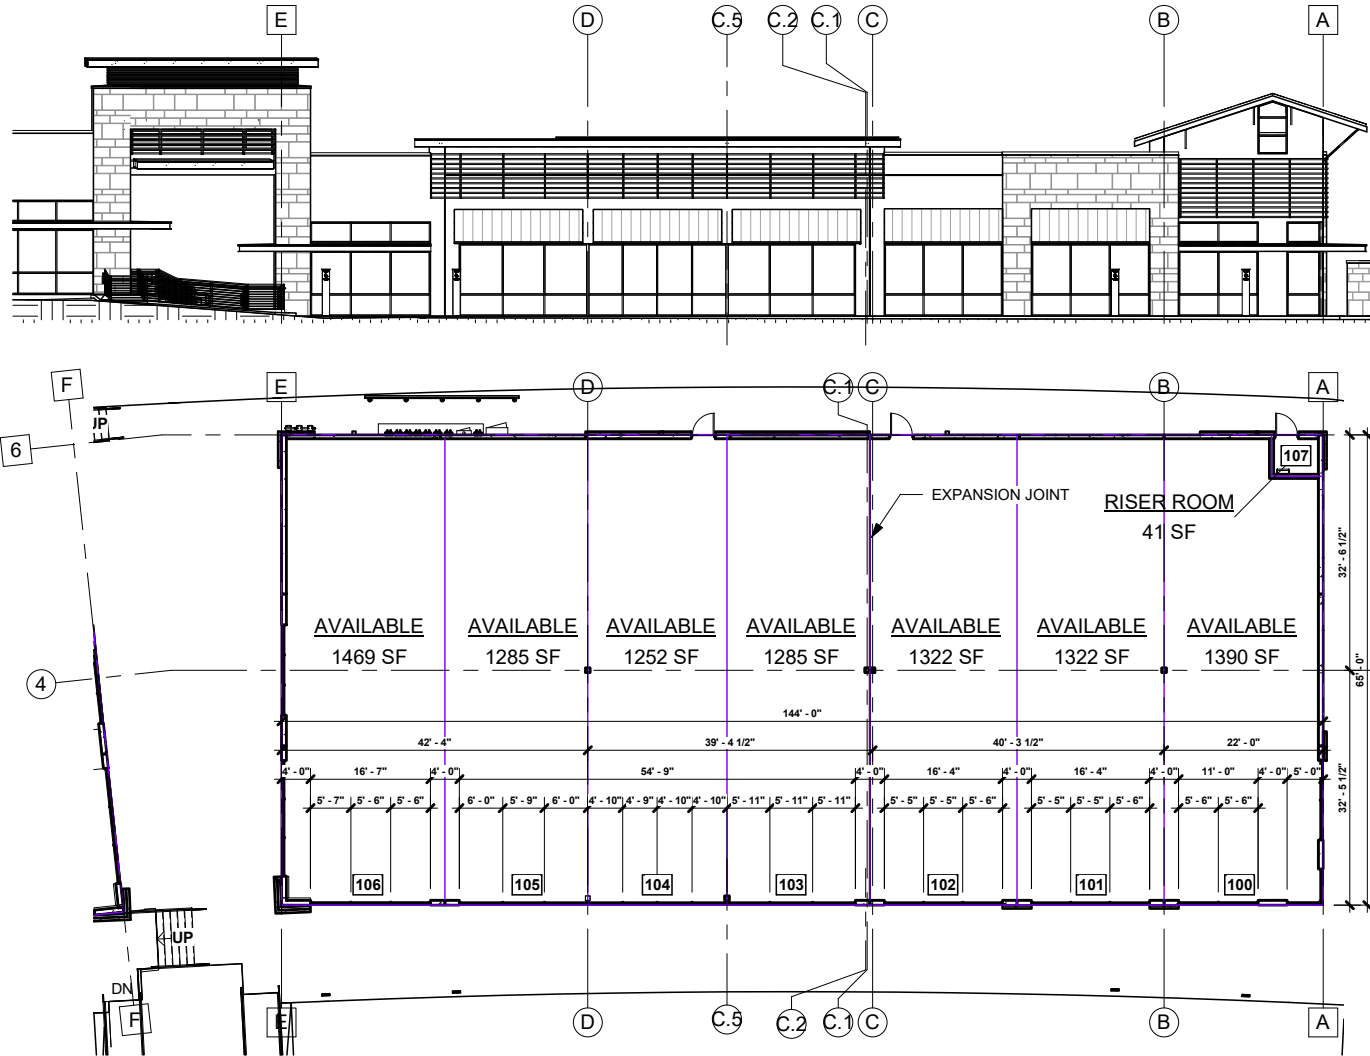 E D C.5 C.2 C.1 C B A
F E D C.1 C B A
UP
6
107
EXPANSION JOINT
RISER ROOM
41 SF
32' - 6 1/2"
AVAILABLE AVAILABLE AVAILABLE AVAILABLE AVAILABLE AVAILABLE AVAILABLE
1469 SF 1285 SF 1252 SF 1285 SF 1322 SF 1322 SF 1390 SF
4
65' - 0"
144' - 0"
42' - 4" 39' - 4 1/2" 40' - 3 1/2" 22' - 0"
4' - 0" 16' - 7" 4' - 0" 54' - 9" 4' - 0" 16' - 4" 4' - 0" 16' - 4" 4' - 0" 11' - 0" 4' - 0" 5' - 0"
32' - 5 1/2"
5' - 7" 5' - 6" 5' - 6" 6' - 0" 5' - 9" 6' - 0" 4' - 10" 4' - 9" 4' - 10" 4' - 10" 5' - 11" 5' - 11" 5' - 11" 5' - 5" 5' - 5" 5' - 6" 5' - 5" 5' - 5" 5' - 6" 5' - 6" 5' - 6"
106 105 104 103 102 101 100
UP
DN
F E D C.5 C.2 C.1 C B A